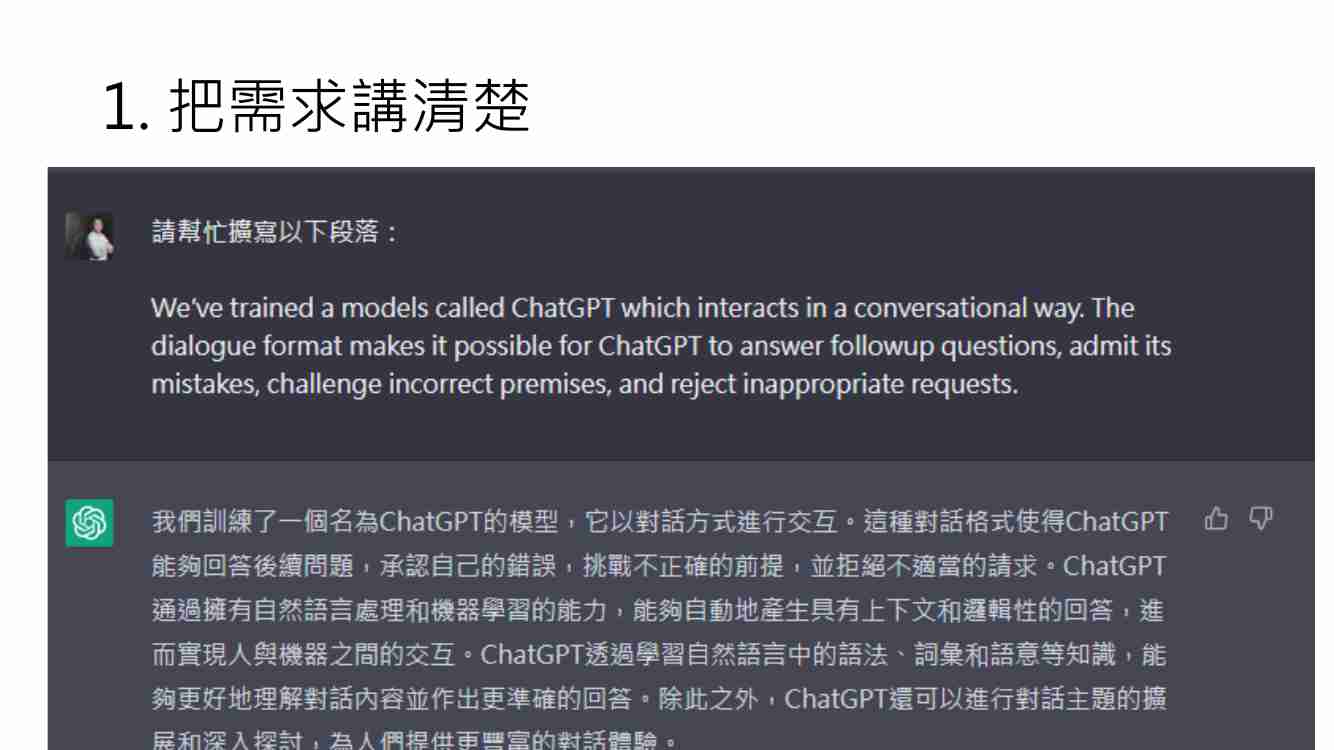 1. 把需求講清楚
請幫忙擴寫以下段落：
We've trained a models called ChatGPT which interacts in a conversational way. The
dialogue format makes it possible for ChatGPT to answer followup questions, admit its
mistakes, challenge incorrect premises, and reject inappropriate requests.
我們訓練了一個名為ChatGPT的模型，它以對話方式進行交互。這種對話格式使得ChatGPT
能夠回答後續問題，承認自己的錯誤，挑戰不正確的前提，並拒絕不適當的請求。ChatGPT
通過擁有自然語言處理和機器學習的能力，能夠自動地產生具有上下文和邏輯性的回答，進
而實現人與機器之間的交互。ChatGPT透過學習自然語言中的語法、詞彙和語意等知識，能
夠更好地理解對話內容並作出更準確的回答。除此之外，ChatGPT還可以進行對話主題的擴
展和深入探討，為人們提供更豐富的對話體驗。